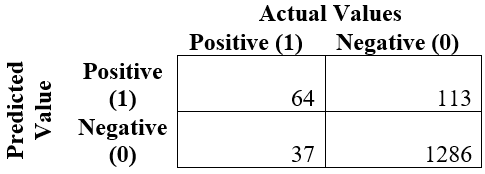 Actual Values
Positive (1) Negative (0)
Predicted
Value
Positive
(1)
64 113
Negative
(0)
37 1286